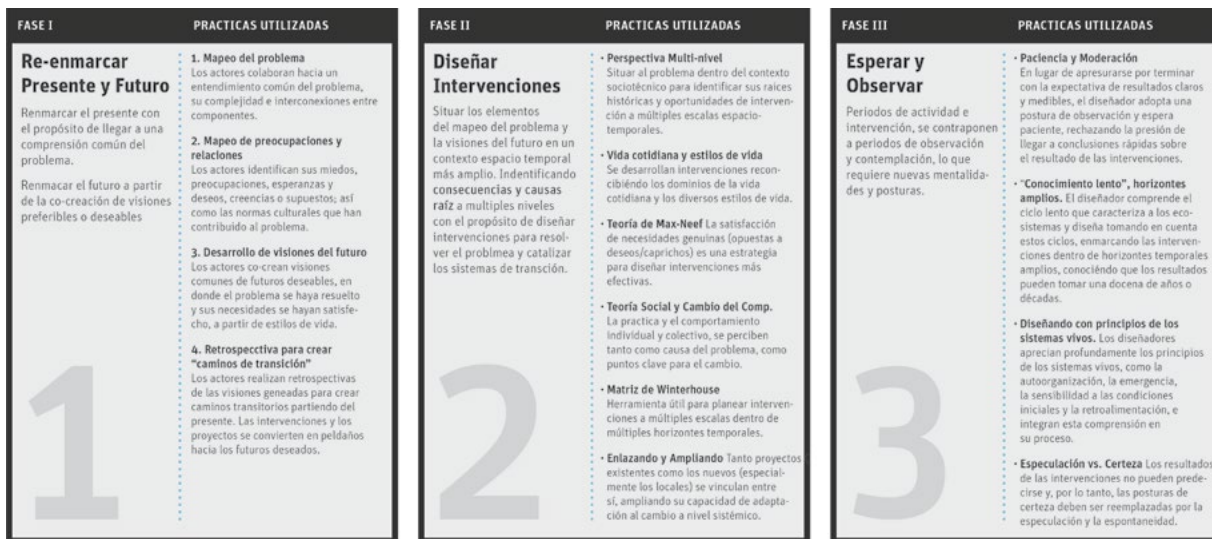 FASE I
PRACTICAS UTILIZADAS
Re-enmarcar
Presente y Futuro
Renmarcar el presente con
el propósito de llegar a una
comprensión común del
problema.
Renmacar el futuro a partir
de la co-creación de visiones
preferibles o deseables
1
1. Mapeo del problema
Los actores colaboran hacia un
entendimiento común del problema,
su complejidad e interconexiones entre
componentes.
2. Mapeo de preocupaciones y
relaciones
Los actores identifican sus miedos,
preocupaciones, esperanzas y
deseos, creencias o supuestos; así
como las normas culturales que han
contribuido al problema.
3. Desarrollo de visiones del futuro
Los actores co-crean visiones
comunes de futuros deseables, en
donde el problema se haya resuelto
y sus necesidades se hayan satisfe-
cho, a partir de estilos de vida.
4. Retrospecctiva para crear
"caminos de transición"
Los actores realizan retrospectivas
de las visiones geneadas para crear
caminos transitorios partiendo del
presente. Las intervenciones y los
proyectos se convierten en peldaños
hacia los futuros deseados.
FASE II
PRACTICAS UTILIZADAS
Diseñar
Intervenciones
Situar los elementos
del mapeo del problema y
la visiones del futuro en un
contexto espacio temporal
más amplio. Indentificando
consecuencias y causas
raíz a multiples niveles
con el propósito de diseñar
intervenciones para resol-
ver el problmea y catalizar
los sistemas de transción.
2
· Perspectiva Multi-nivel
Situar al problema dentro del contexto
sociotécnico para identificar sus raices
históricas y oportunidades de interven-
ción a múltiples escalas espacio-
temporales.
· Vida cotidiana y estilos de vida
Se desarrollan intervenciones recon-
cibiéndo los dominios de la vida
cotidiana y los diversos estilos de vida.
· Teoría de Max-Neef La satisfacción
de necesidades genuinas (opuestas a
deseos/caprichos) es una estrategia
para diseñar intervenciones más
efectivas.
· Teoría Social y Cambio del Comp.
La practica y el comportamiento
individual y colectivo, se perciben
tanto como causa del problema, como
puntos clave para el cambio.
· Matriz de Winterhouse
Herramienta útil para planear interven-
ciones a múltiples escalas dentro de
múltiples horizontes temporales.
· Enlazando y Ampliando Tanto proyectos
existentes como los nuevos (especial-
mente los locales) se vinculan entre
sí, ampliando su capacidad de adapta-
ción al cambio a nivel sistémico.
FASE III
PRACTICAS UTILIZADAS
Esperar y
Observar
Periodos de actividad e
intervención, se contraponen
a periodos de observación
y contemplación, lo que
requiere nuevas mentalida-
des y posturas.
3
· Paciencia y Moderación
En lugar de apresurarse por terminar
con la expectativa de resultados claros
y medibles, el diseñador adopta una
postura de observación y espera
paciente, rechazando la presión de
llegar a conclusiones rápidas sobre
el resultado de las intervenciones.
· "Conocimiento lento", horizontes
amplios. El diseñador comprende el
ciclo lento que caracteriza a los eco-
sistemas y diseña tomando en cuenta
estos ciclos, enmarcando las interven-
ciones dentro de horizontes temporales
amplios, conociéndo que los resultados
pueden tomar una docena de años o
décadas.
· Diseñando con principios de los
sistemas vivos. Los diseñadores
aprecian profundamente los principios
de los sistemas vivos, como la
autoorganización, la emergencia,
la sensibilidad a las condiciones
iniciales y la retroalimentación, e
integran esta comprensión en
su proceso.
· Especulación vs. Certeza Los resultados
de las intervenciones no pueden prede-
cirse y, por lo tanto, las posturas de
certeza deben ser reemplazadas por la
especulación y la espontaneidad.